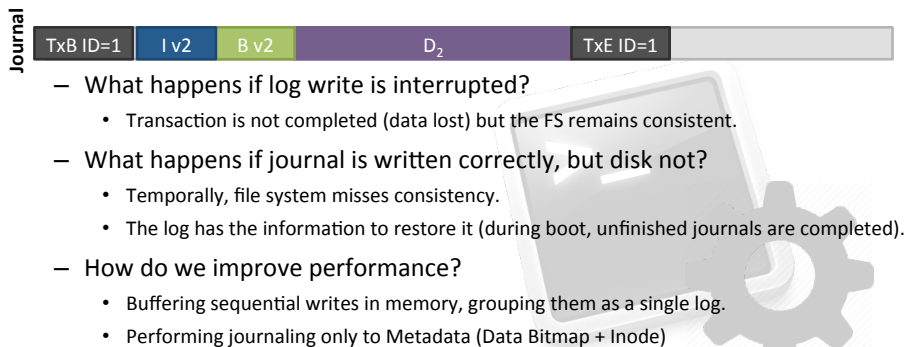 Journal
TxB ID=1 I v2 B v2 D2 TxE ID=1
– What happens if log write is interrupted?
• Transaction is not completed (data lost) but the FS remains consistent.
– What happens if journal is written correctly, but disk not?
• Temporally, file system misses consistency.
• The log has the information to restore it (during boot, unfinished journals are completed).
– How do we improve performance?
• Buffering sequential writes in memory, grouping them as a single log.
• Performing journaling only to Metadata (Data Bitmap + Inode)